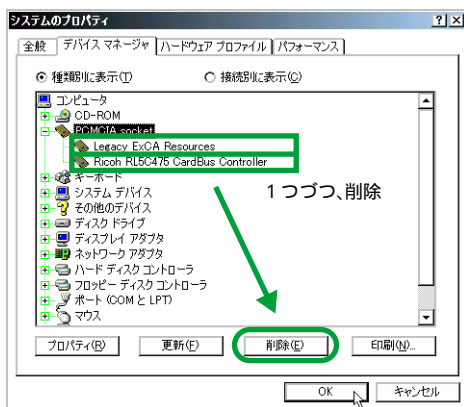 システムのプロパティ
全般 デバイス マネージャ ハードウェア プロファイル パフォーマンス
種類別に表示(T) 接続別に表示(C)
コンピュータ
CD-ROM
PCMCIA socket
Legacy ExCA Resources
Ricoh RL5C475 CardBus Controller
キーボード
システム デバイス
1つづつ、削除
その他のデバイス
ディスク ドライブ
ディスプレイ アダプタ
ネットワーク アダプタ
ハード ディスク コントローラ
フロッピー ディスク コントローラ
ポート (COM と LPT)
マウス
プロパティ(R) 更新(F) 削除(E) 印刷(N)...
OK キャンセル